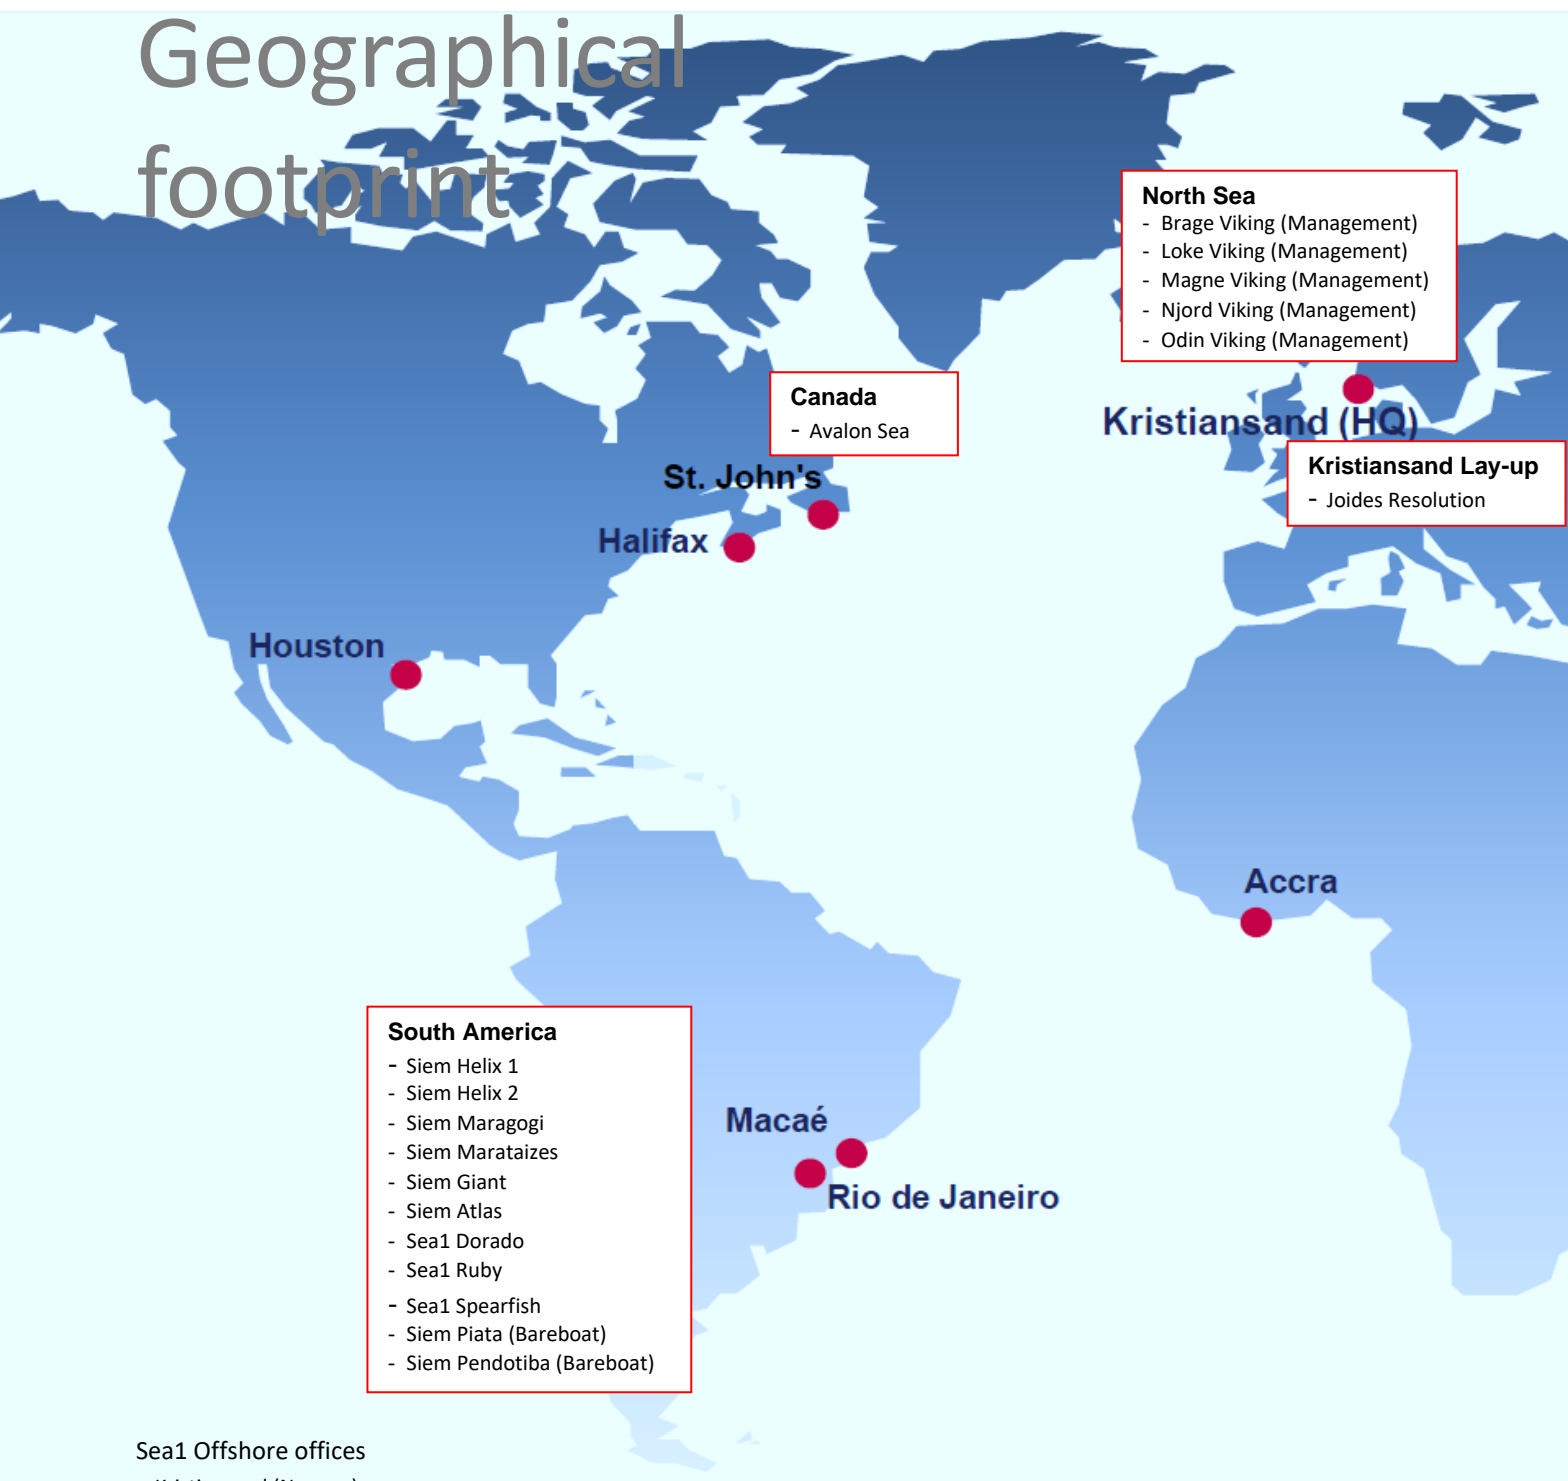 Geographical
footprint
North Sea
- Brage Viking (Management)
- Loke Viking (Management)
- Magne Viking (Management)
- Njord Viking (Management)
- Odin Viking (Management)
Kristiansand (HQ)
Canada
- Avalon Sea
Kristiansand Lay-up
- Joides Resolution
St. John's
Halifax
Houston
Accra
South America
- Siem Helix 1
- Siem Helix 2
- Siem Maragogi
- Siem Marataizes
- Siem Giant
- Siem Atlas
- Sea1 Dorado
- Sea1 Ruby
- Sea1 Spearfish
- Siem Piata (Bareboat)
- Siem Pendotiba (Bareboat)
Macaé
Rio de Janeiro
Sea1 Offshore offices